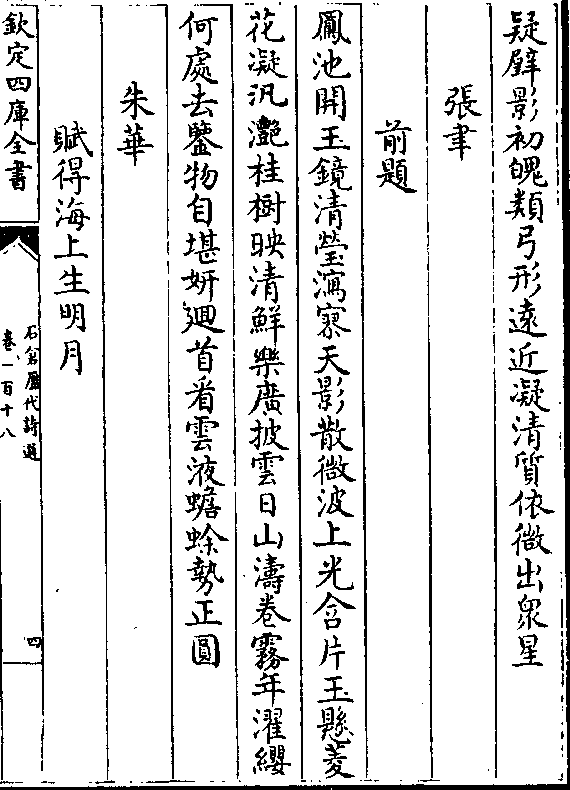 疑璧影初魄類弓形遠近凝清質依微出衆星
張聿
前題
鳳池開玉鏡清瑩瀉寥天影散微波上光含片玉懸菱
花凝汎灩桂樹映清鮮樂廣披雲日山濤卷霧年濯纓
何處去鑒物自堪妍廻首看雲液蟾蜍勢正圓
朱華
賦得海上生明月
欽定四庫全書
石倉歷代詩選
卷一百十八
四